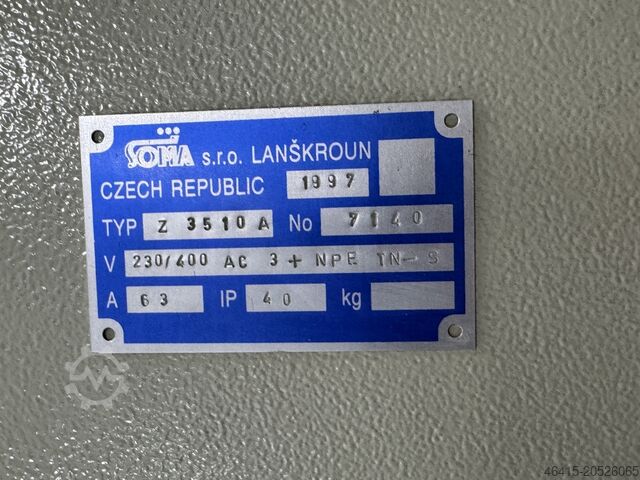 SOMA s.r.o. LANŠKROUN
CZECH REPUBLIC 1997
TYP Z 3510 A No 7140
V 230/400 AC 3+NPE TN-S
A 63 IP 40 kg
46415-20526065